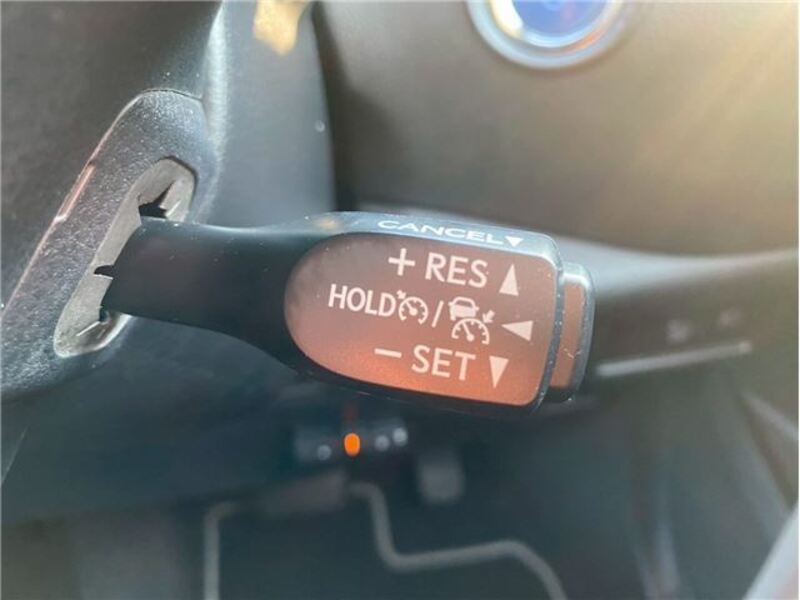 CANCEL▼
+ RES ▲
HOLD / ◀
− SET ▼